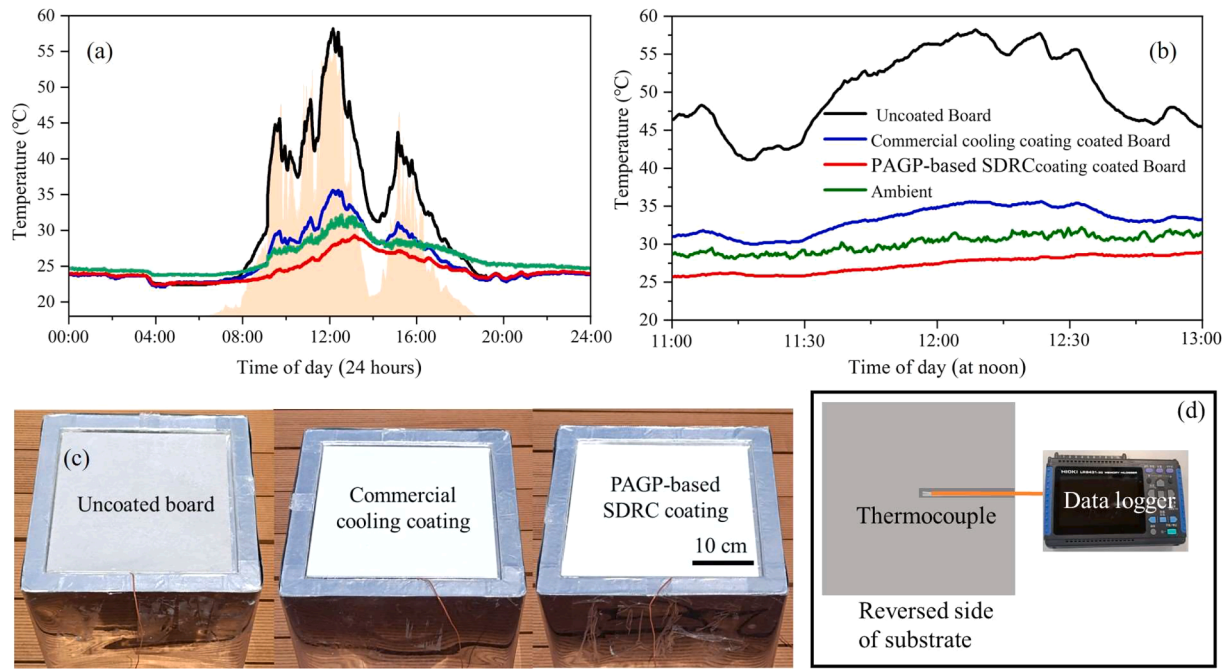 (a)
60
55
50
45
40
35
30
25
20
Temperature (℃)
00:00 04:00 08:00 12:00 16:00 20:00 24:00
Time of day (24 hours)
(b)
60
55
50
45
40
35
30
25
20
Temperature (℃)
Uncoated Board
Commercial cooling coating coated Board
PAGP-based SDRCcoating coated Board
Ambient
11:00 11:30 12:00 12:30 13:00
Time of day (at noon)
(c)
Uncoated board
Commercial
cooling coating
PAGP-based
SDRC coating
10 cm
(d)
Thermocouple
HIOKI
Data logger
Reversed side
of substrate